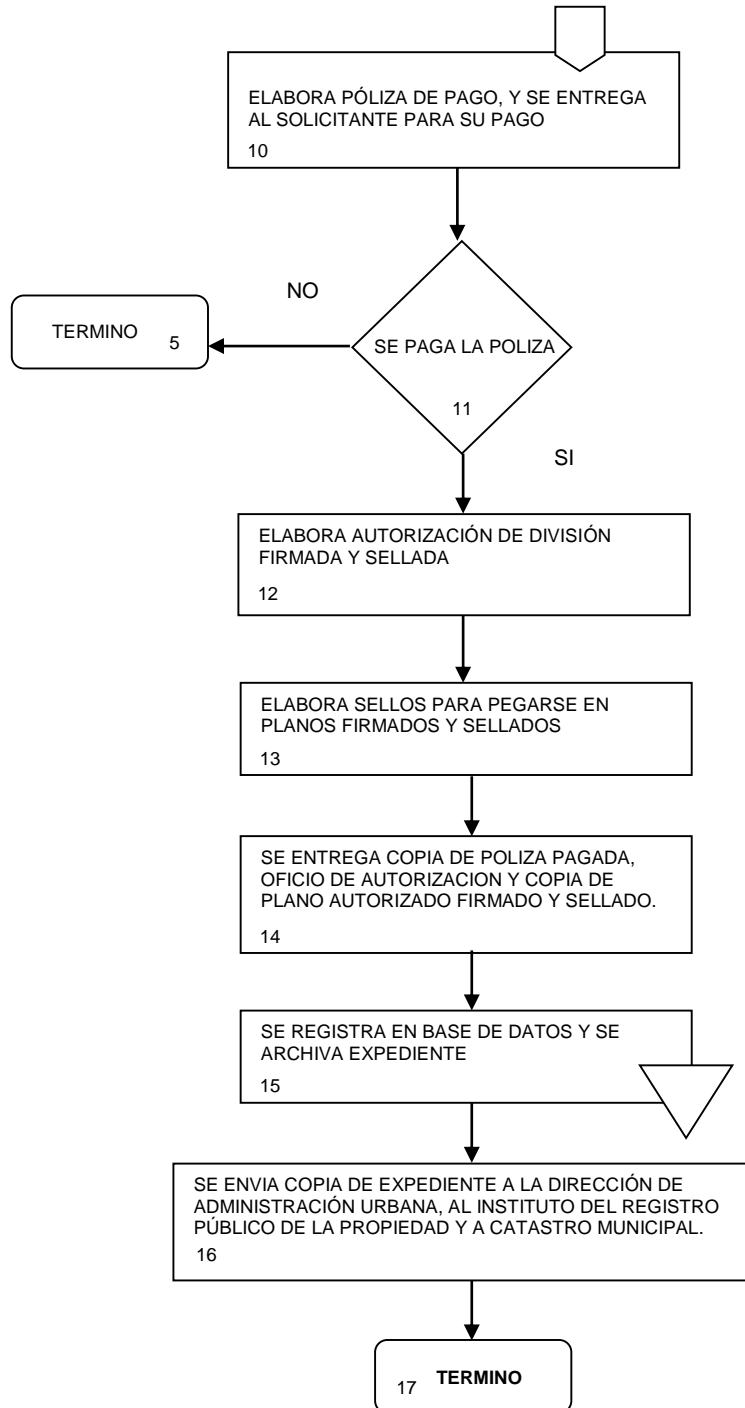 ELABORA PÓLIZA DE PAGO, Y SE ENTREGA
AL SOLICITANTE PARA SU PAGO
10
NO
TERMINO 5
SE PAGA LA POLIZA
11
SI
ELABORA AUTORIZACIÓN DE DIVISIÓN
FIRMADA Y SELLADA
12
ELABORA SELLOS PARA PEGARSE EN
PLANOS FIRMADOS Y SELLADOS
13
SE ENTREGA COPIA DE POLIZA PAGADA,
OFICIO DE AUTORIZACION Y COPIA DE
PLANO AUTORIZADO FIRMADO Y SELLADO.
14
SE REGISTRA EN BASE DE DATOS Y SE
ARCHIVA EXPEDIENTE
15
SE ENVIA COPIA DE EXPEDIENTE A LA DIRECCIÓN DE
ADMINISTRACIÓN URBANA, AL INSTITUTO DEL REGISTRO
PÚBLICO DE LA PROPIEDAD Y A CATASTRO MUNICIPAL.
16
17 TERMINO